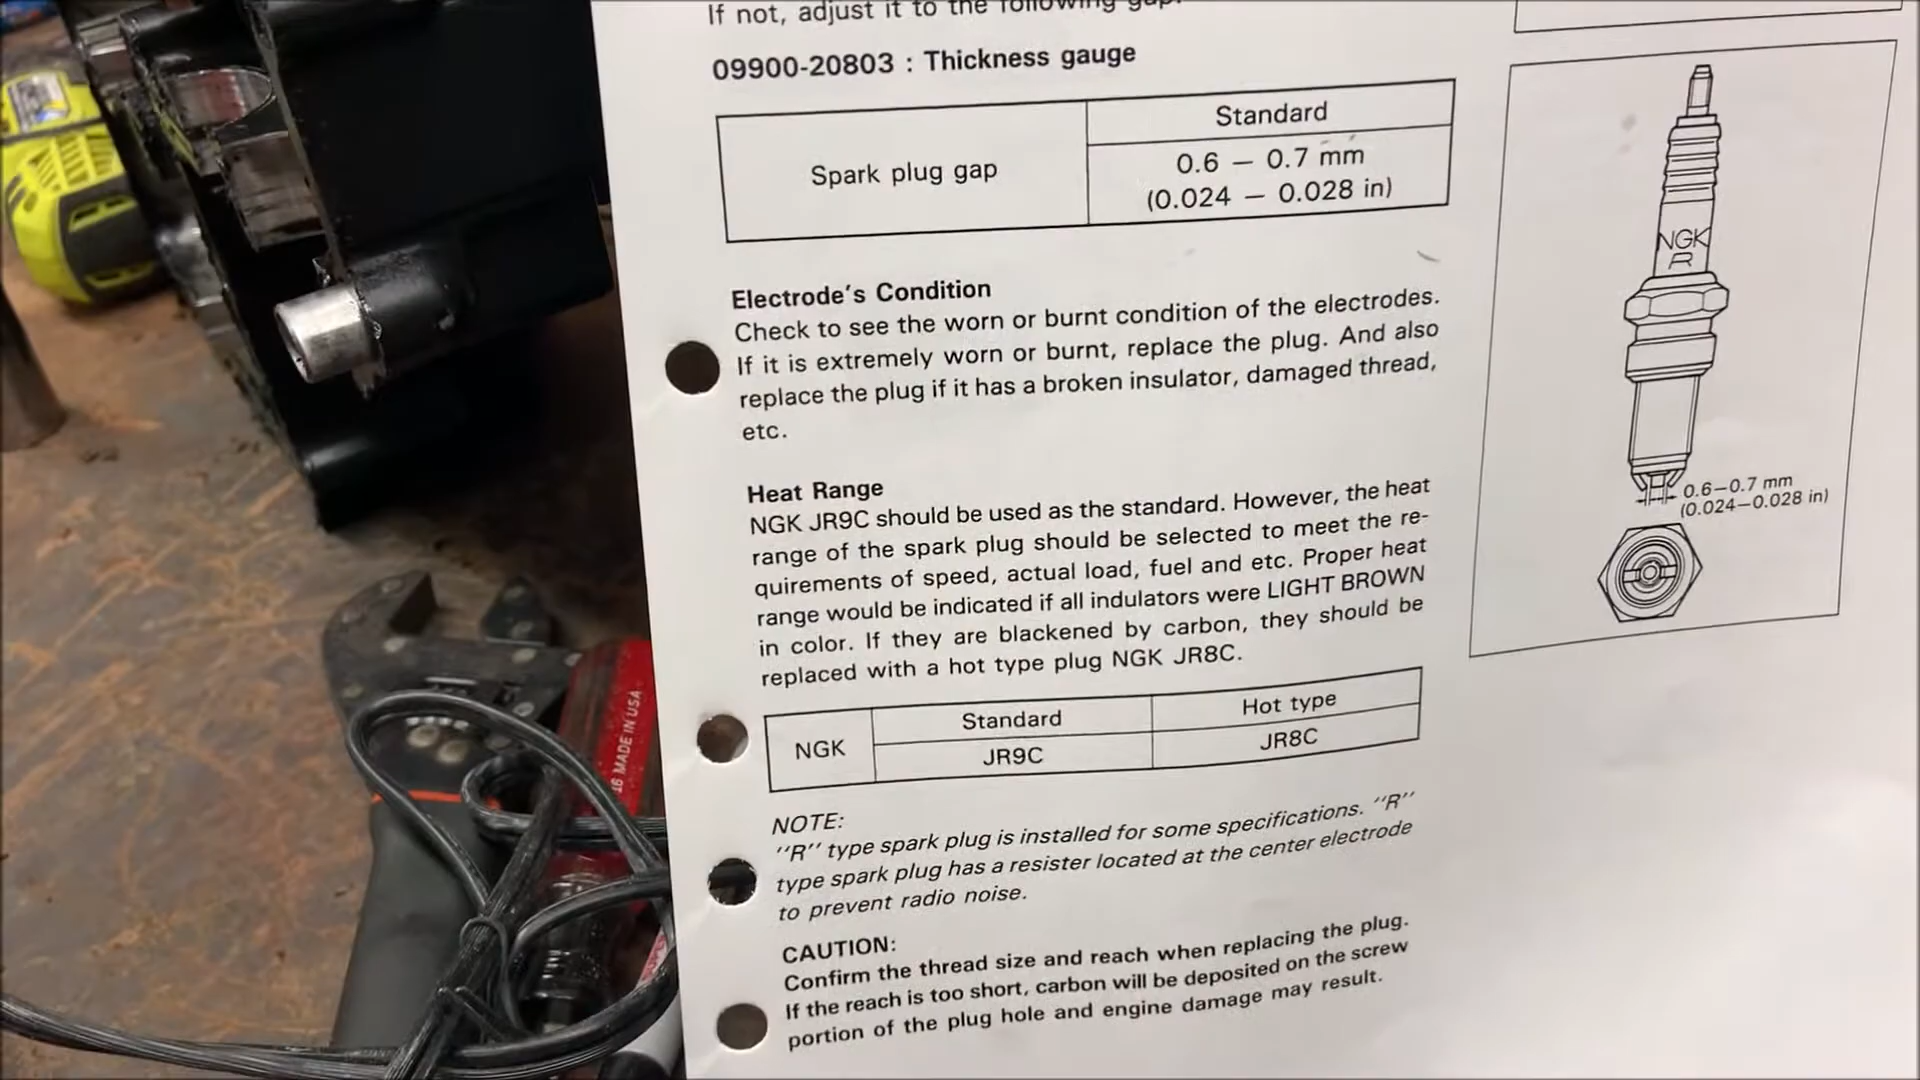 If not, adjust it to the following gap.
09900-20803 : Thickness gauge
Standard
Spark plug gap
0.6 — 0.7 mm
(0.024 — 0.028 in)
Electrode's Condition
Check to see the worn or burnt condition of the electrodes.
If it is extremely worn or burnt, replace the plug. And also
replace the plug if it has a broken insulator, damaged thread,
etc.
Heat Range
NGK JR9C should be used as the standard. However, the heat
range of the spark plug should be selected to meet the re-
quirements of speed, actual load, fuel and etc. Proper heat
range would be indicated if all indulators were LIGHT BROWN
in color. If they are blackened by carbon, they should be
replaced with a hot type plug NGK JR8C.
NGK
Standard
Hot type
JR9C
JR8C
NOTE:
"R" type spark plug is installed for some specifications. "R"
type spark plug has a resister located at the center electrode
to prevent radio noise.
CAUTION:
Confirm the thread size and reach when replacing the plug.
If the reach is too short, carbon will be deposited on the screw
portion of the plug hole and engine damage may result.
NGK
R
0.6—0.7 mm
(0.024—0.028 in)
16 MADE IN USA